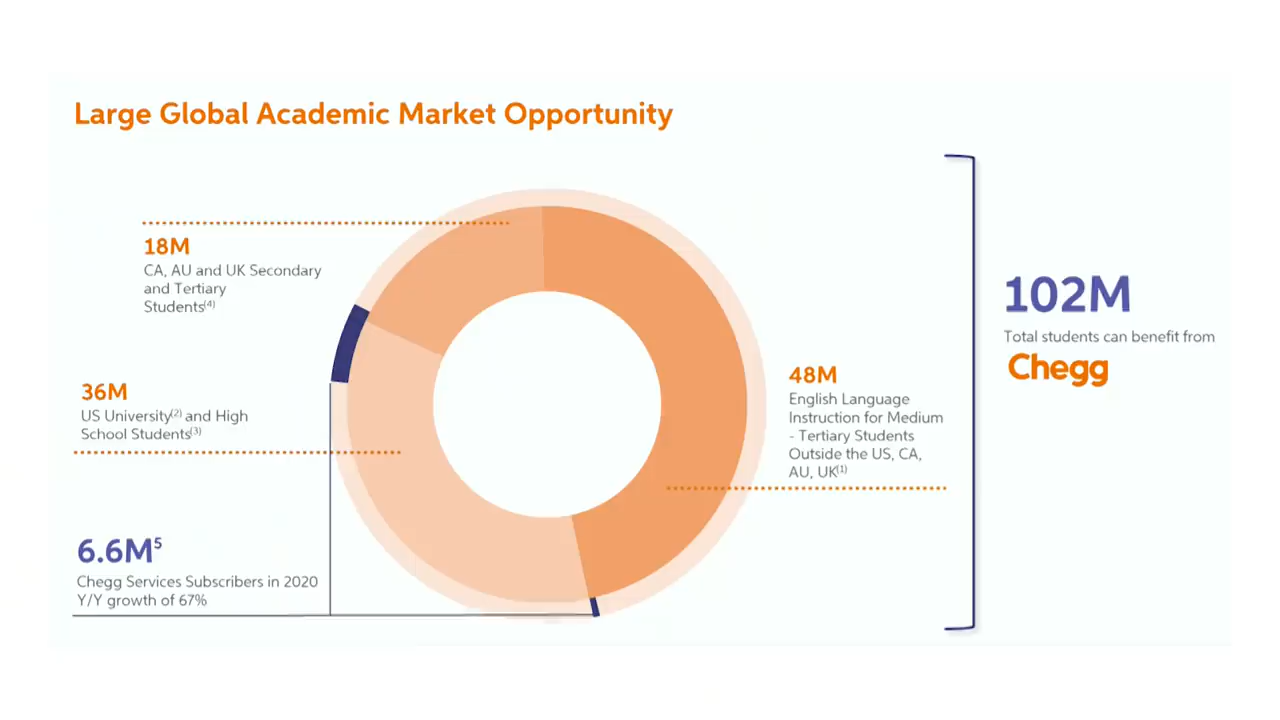 Large Global Academic Market Opportunity
18M
CA, AU and UK Secondary
and Tertiary
Students(4)
36M
US University(2) and High
School Students(3)
6.6M5
Chegg Services Subscribers in 2020
Y/Y growth of 67%
48M
English Language
Instruction for Medium
- Tertiary Students
Outside the US, CA,
AU, UK(1)
102M
Total students can benefit from
Chegg